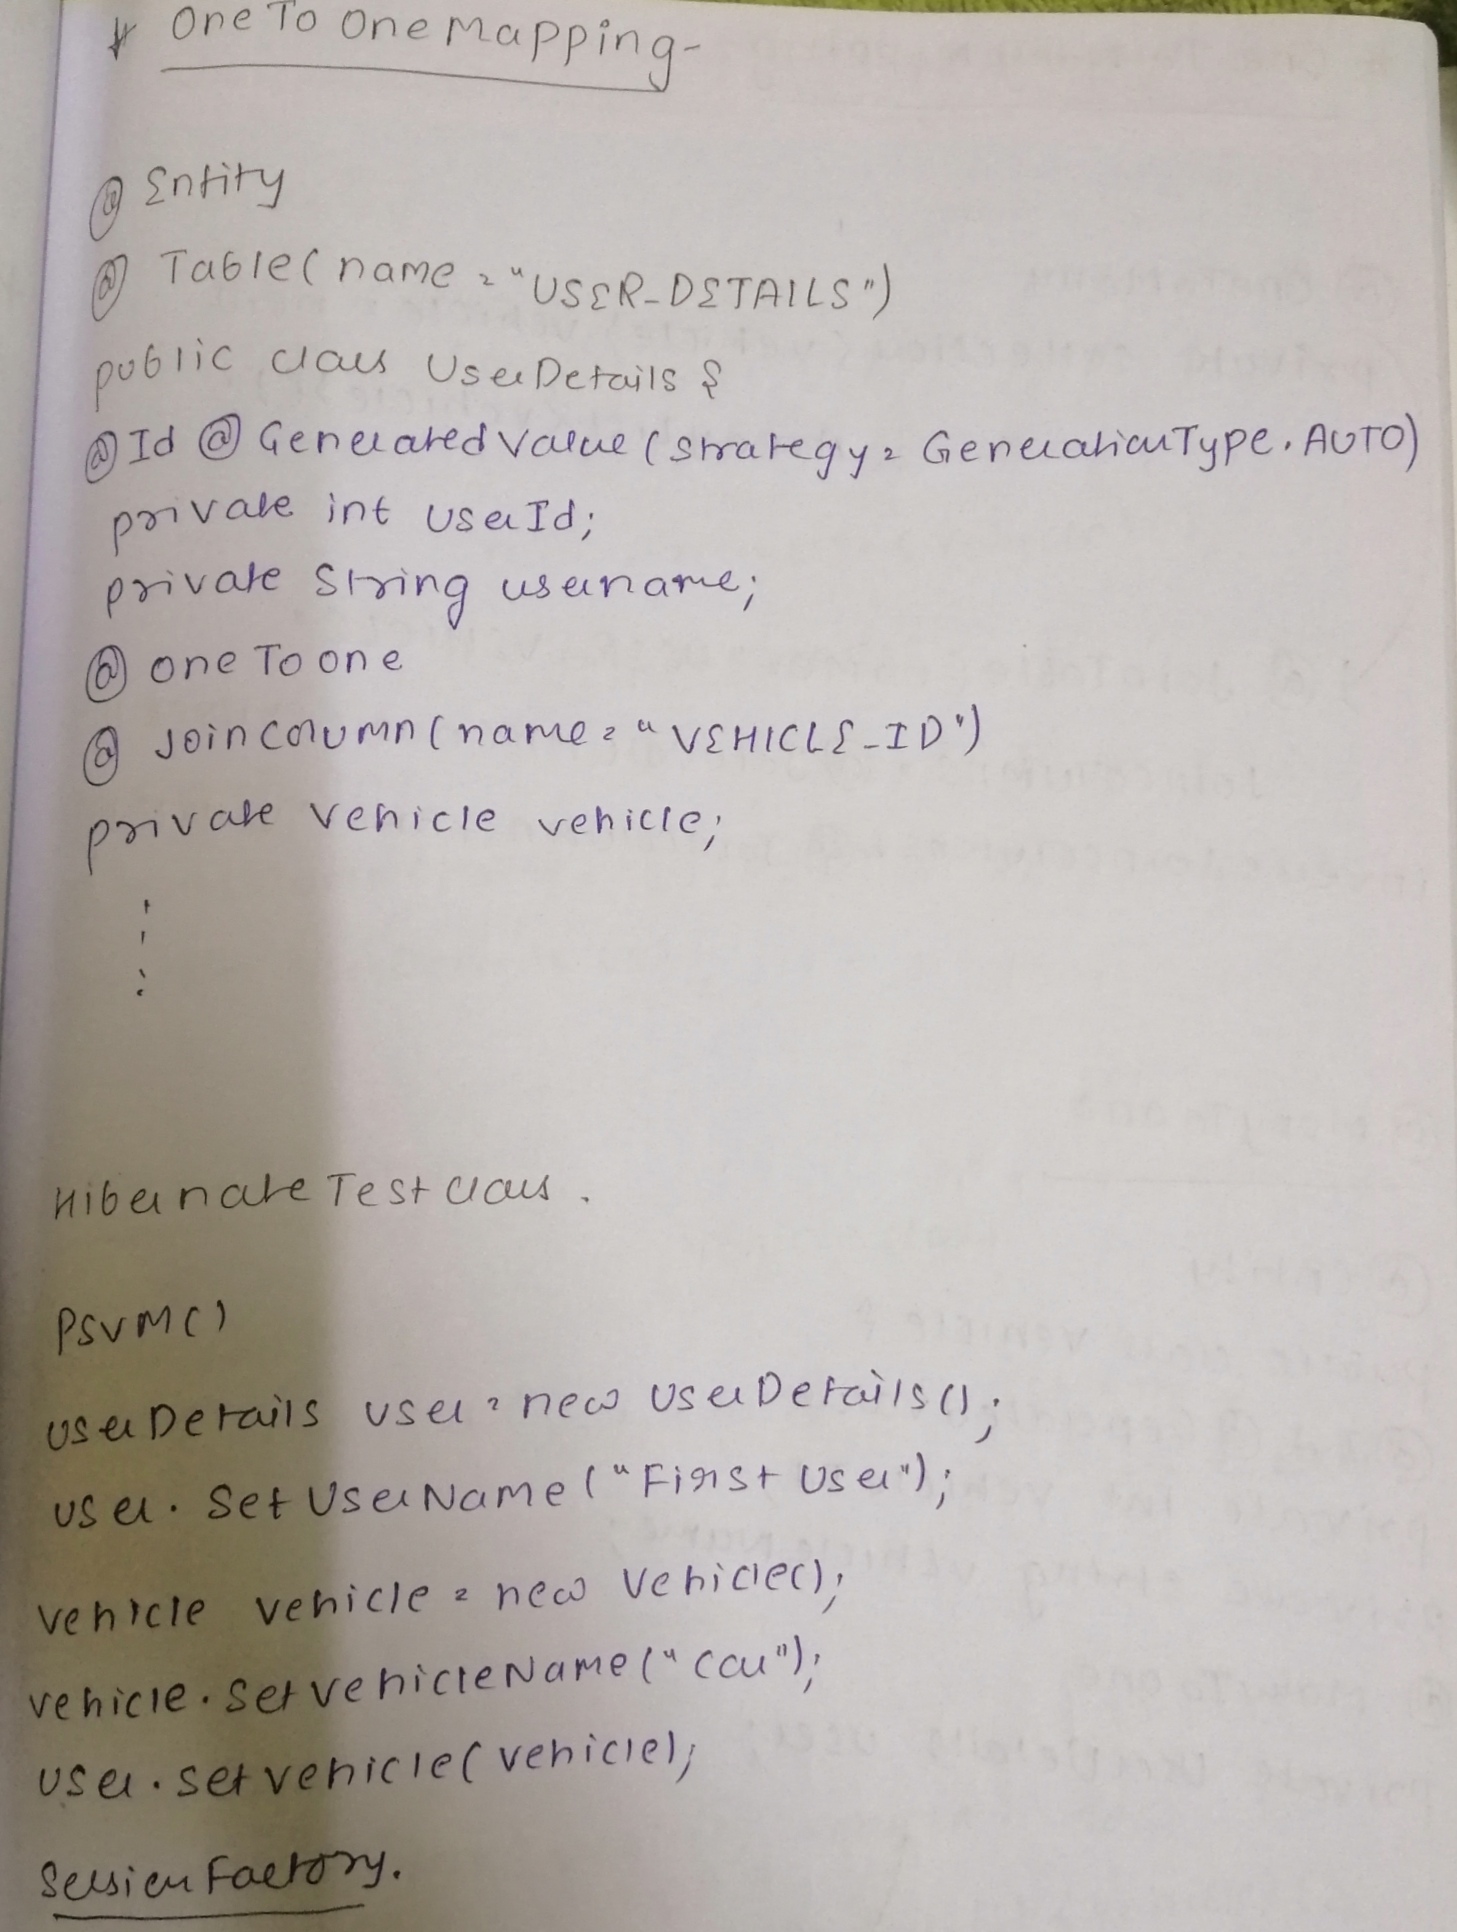 * One To One Mapping-
@ Entity
@ Table(name = "USER_DETAILS")
public class UserDetails {
@Id @ GeneratedValue (strategy = GenerationType.AUTO)
private int UserId;
private String username;
@ one To one
@ Join Column (name = "VEHICLE_ID")
private Vehicle vehicle;
Hibernate Test class.
PSVM()
UserDetails user = new UserDetails();
user. Set UserName ("First User");
vehicle vehicle = new Vehicle();
vehicle. Set vehicleName ("car");
user. set vehicle (vehicle);
Session Factory.